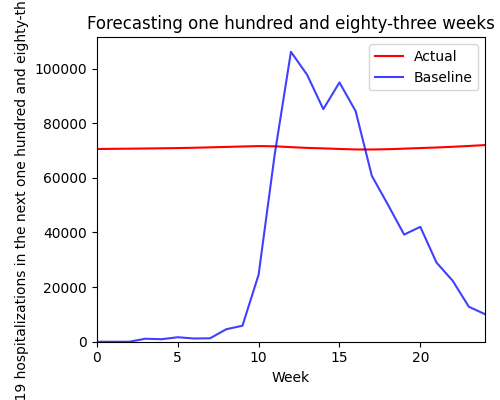 Forecasting one hundred and eighty-three weeks
19 hospitalizations in the next one hundred and eighty-th
Actual
Baseline
100000
80000
60000
40000
20000
0
0 5 10 15 20
Week